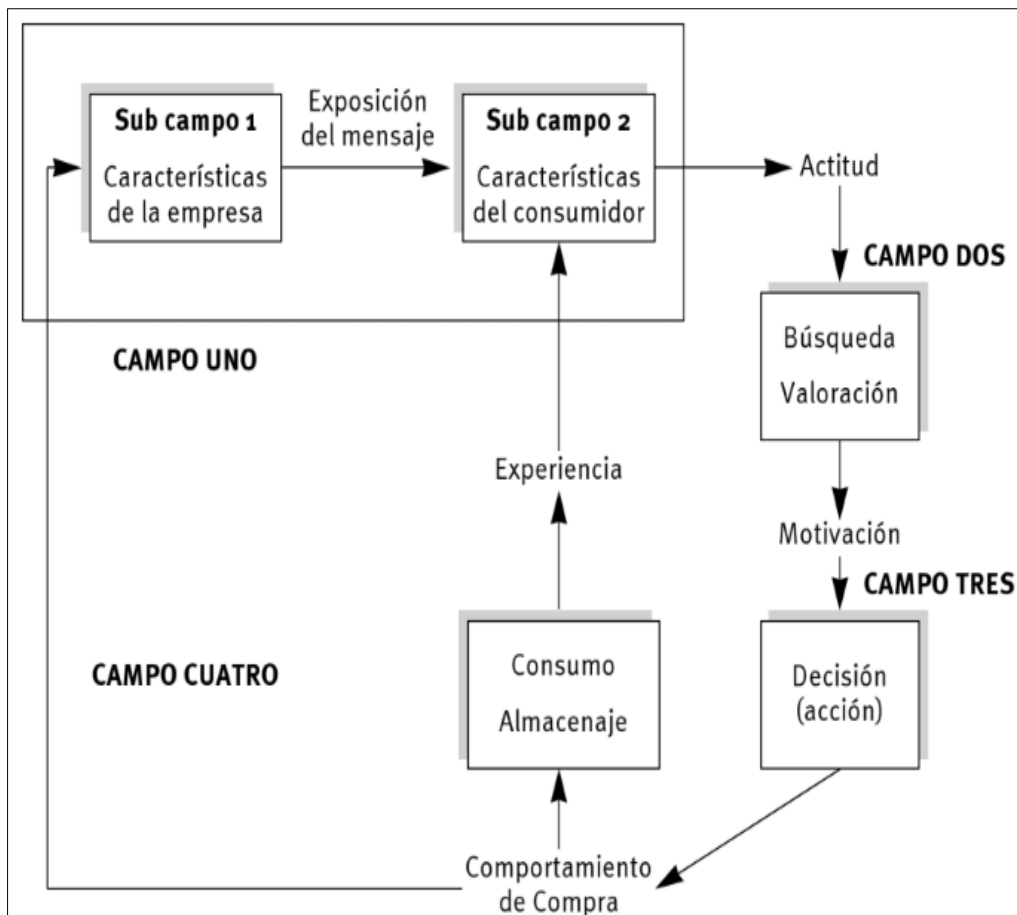 Sub campo 1
Características
de la empresa
Exposición
del mensaje
Sub campo 2
Características
del consumidor
Actitud
CAMPO DOS
Búsqueda
Valoración
CAMPO UNO
Experiencia
Motivación
CAMPO TRES
Decisión
(acción)
Consumo
Almacenaje
CAMPO CUATRO
Comportamiento
de Compra